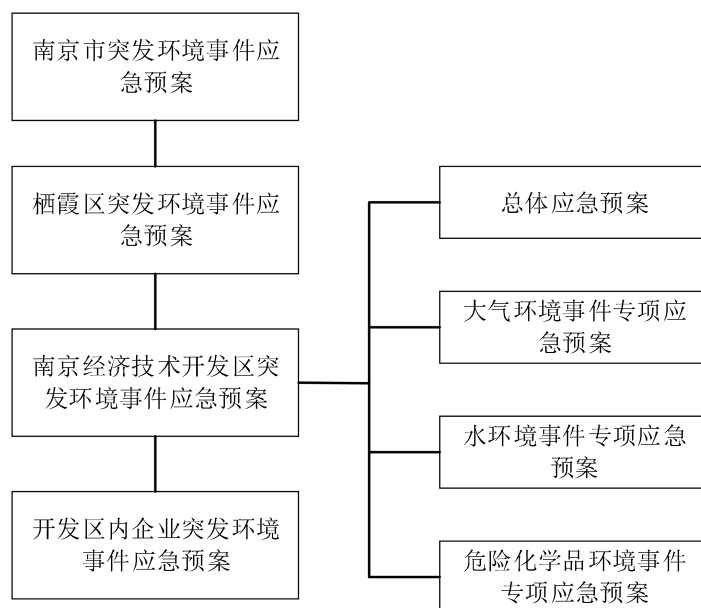 南京市突发环境事件应
急预案
栖霞区突发环境事件应
急预案
南京经济技术开发区突
发环境事件应急预案
开发区内企业突发环境
事件应急预案
总体应急预案
大气环境事件专项应
急预案
水环境事件专项应急
预案
危险化学品环境事件
专项应急预案